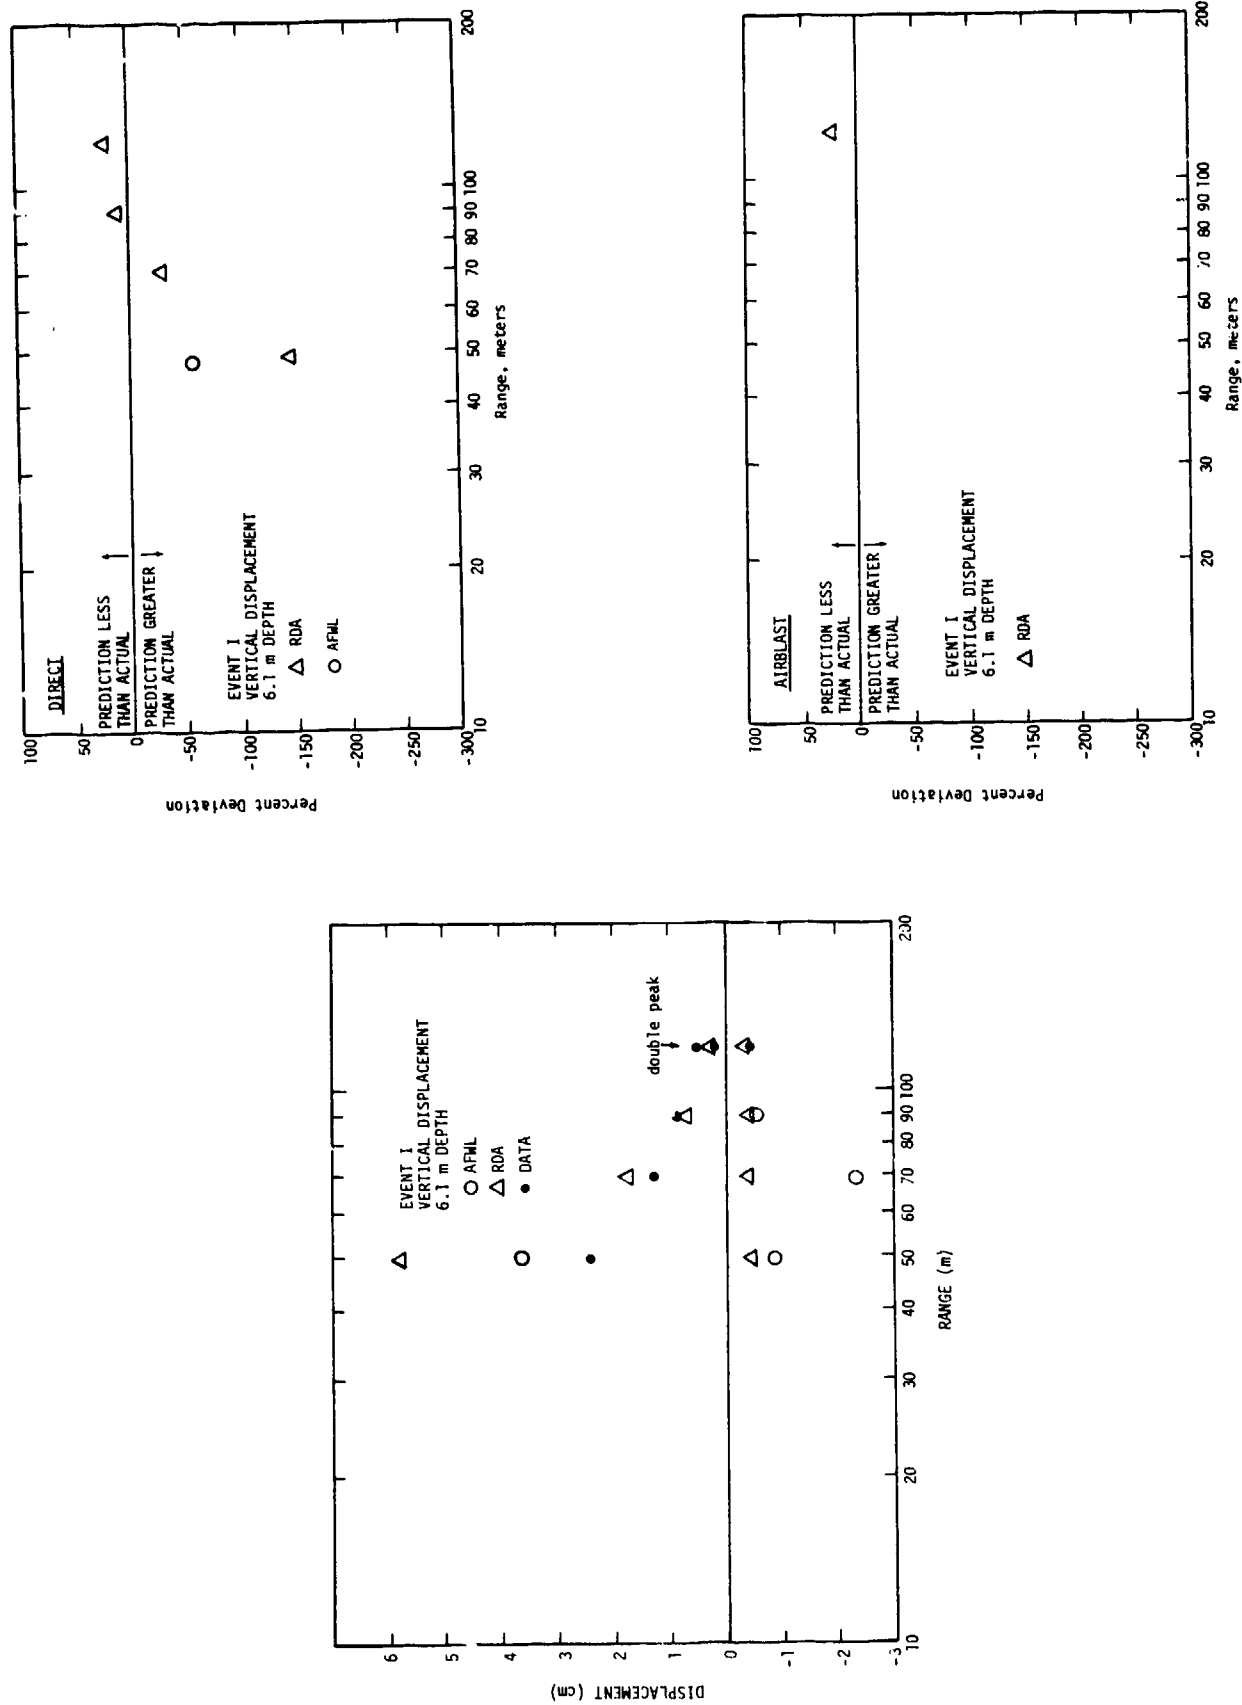 DIRECT
PREDICTION LESS
THAN ACTUAL
PREDICTION GREATER
THAN ACTUAL
EVENT I
VERTICAL DISPLACEMENT
6.1 m DEPTH
△ RDA
○ AFWL
Percent Deviation
100
50
0
-50
-100
-150
-200
-250
-300
10
20
30
40
50
60
70
80
90
100
200
Range, meters
AIRBLAST
PREDICTION LESS
THAN ACTUAL
PREDICTION GREATER
THAN ACTUAL
EVENT I
VERTICAL DISPLACEMENT
6.1 m DEPTH
△ RDA
Percent Deviation
100
50
0
-50
-100
-150
-200
-250
-300
10
20
30
40
50
60
70
80
90
100
200
Range, meters
EVENT I
VERTICAL DISPLACEMENT
6.1 m DEPTH
○ AFWL
△ RDA
• DATA
double peak
DISPLACEMENT (cm)
6
5
4
3
2
1
0
-1
-2
-3
10
20
30
40
50
60
70
80
90
100
200
RANGE (m)